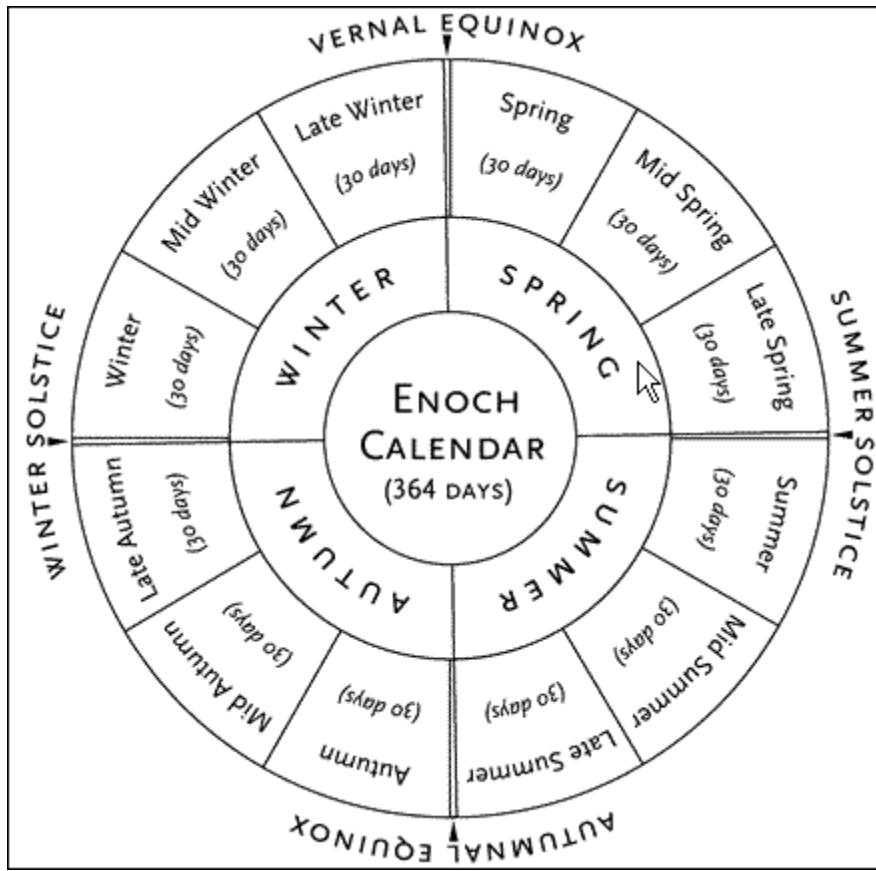 VERNAL EQUINOX
Spring
(30 days)
Mid Spring
(30 days)
Late Spring
(30 days)
SUMMER SOLSTICE
Summer
(30 days)
Mid Summer
(30 days)
Late Summer
(30 days)
AUTUMNAL EQUINOX
Autumn
(30 days)
Mid Autumn
(30 days)
Late Autumn
(30 days)
WINTER SOLSTICE
Winter
(30 days)
Mid Winter
(30 days)
Late Winter
(30 days)
SPRING
SUMMER
AUTUMN
WINTER
ENOCH
CALENDAR
(364 DAYS)